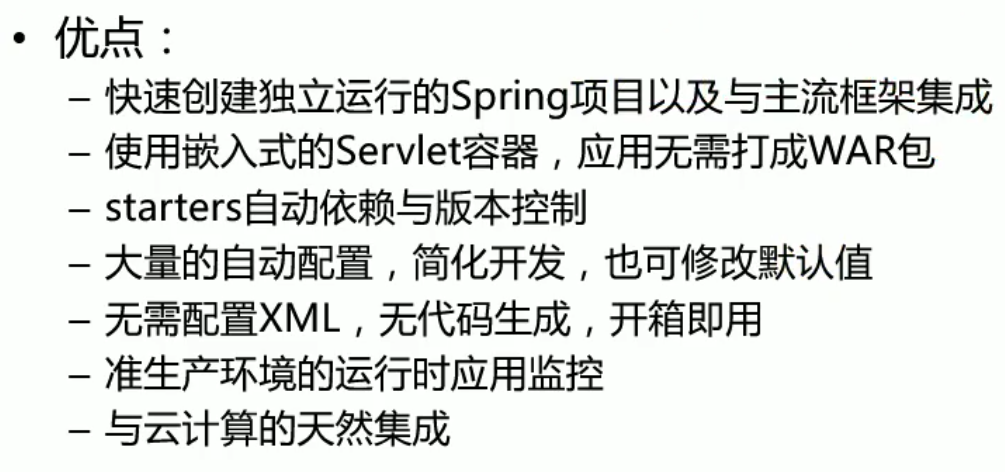 • 优点：
– 快速创建独立运行的Spring项目以及与主流框架集成
– 使用嵌入式的Servlet容器，应用无需打成WAR包
– starters自动依赖与版本控制
– 大量的自动配置，简化开发，也可修改默认值
– 无需配置XML，无代码生成，开箱即用
– 准生产环境的运行时应用监控
– 与云计算的天然集成